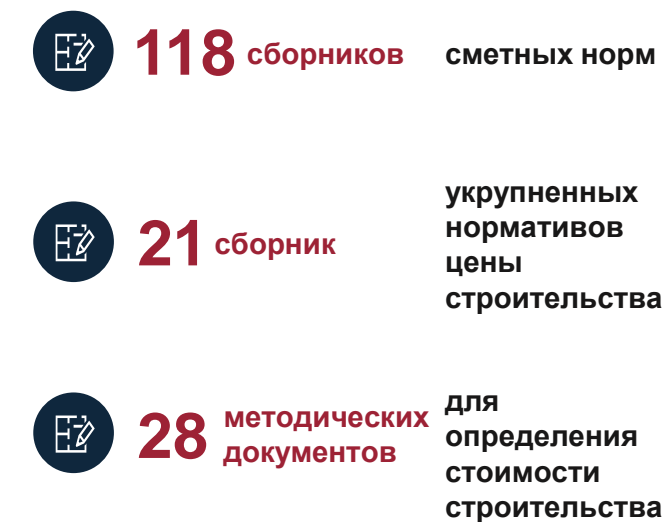 118 сборников сметных норм
21 сборник
укрупненных
нормативов
цены
строительства
28 методических
документов
для
определения
стоимости
строительства